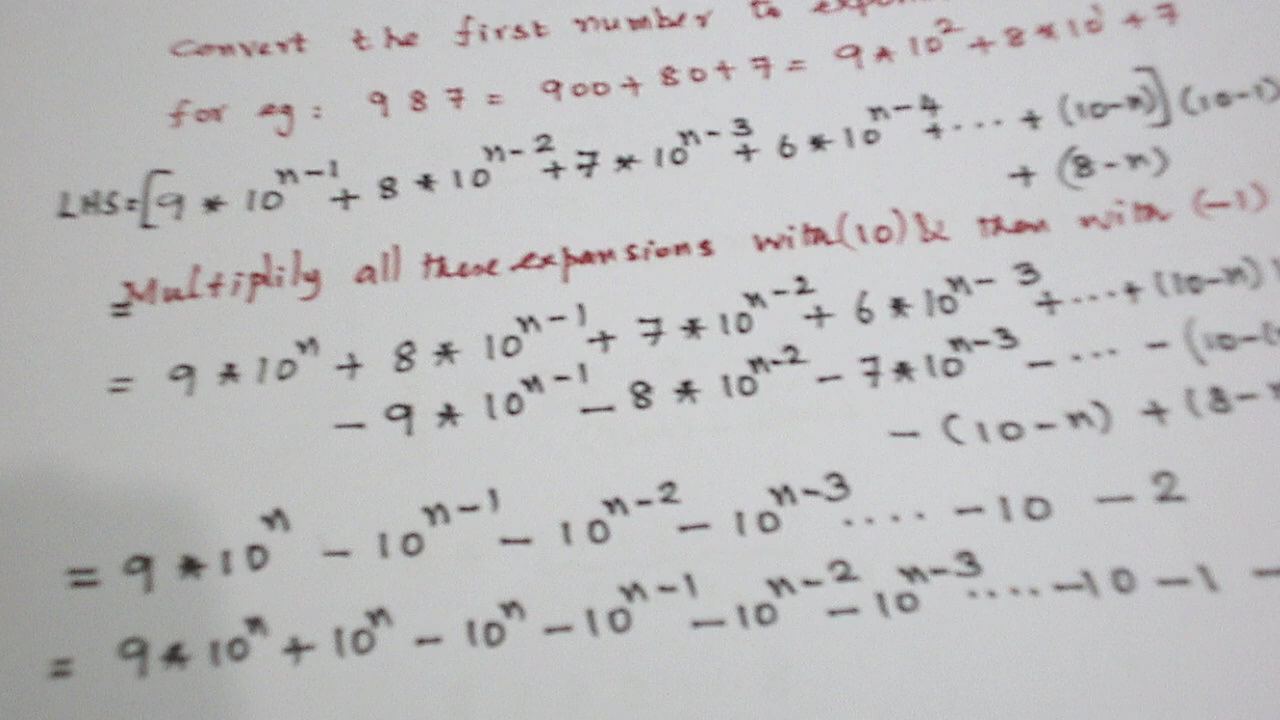 Convert the first number to
for eg : 987 = 900 + 80 + 7 = 9 * 10^2 + 8 * 10^1 + 7
LHS = [9 * 10^{n-1} + 8 * 10^{n-2} + 7 * 10^{n-3} + 6 * 10^{n-4} + .... + (10-n)] (10-1)
+ (8-n)
= Multiplily all these expansions with (10) & then with (-1)
= 9 * 10^n + 8 * 10^{n-1} + 7 * 10^{n-2} + 6 * 10^{n-3} + .... + (10-n)
- 9 * 10^{n-1} - 8 * 10^{n-2} - 7 * 10^{n-3} - .... - (10-
- (10-n) + (8-
= 9 * 10^n - 10^{n-1} - 10^{n-2} - 10^{n-3} .... - 10 - 2
= 9 * 10^n + 10^n - 10^n - 10^{n-1} - 10^{n-2} - 10^{n-3} .... - 10 - 1 -